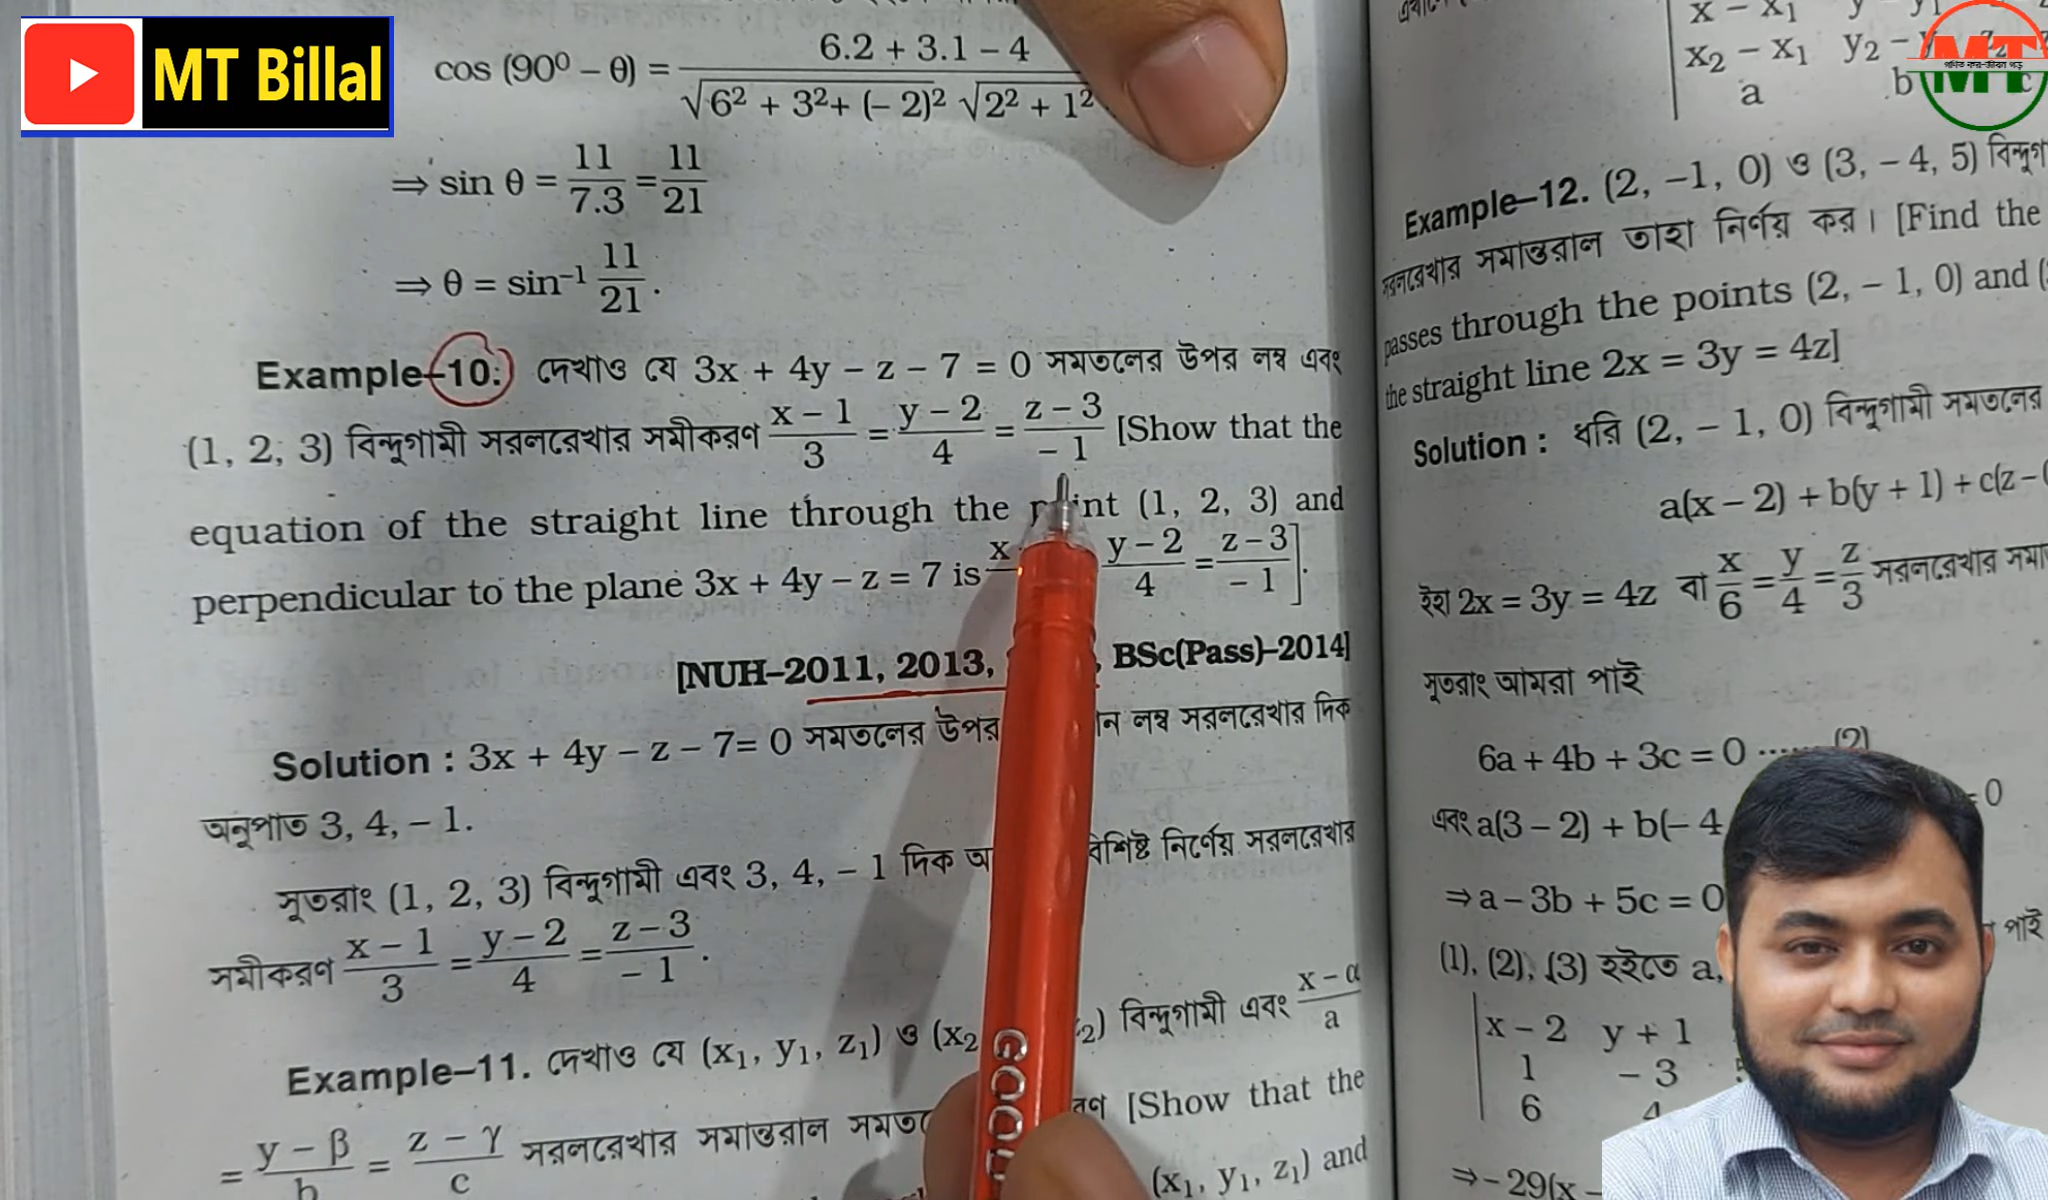 MT Billal
cos (90⁰ – θ) = 6.2 + 3.1 – 4 / √6² + 3²+ (– 2)² √2² + 1²
⇒ sin θ = 11/7.3 = 11/21
⇒ θ = sin⁻¹ 11/21 .
Example–10. দেখাও যে 3x + 4y – z – 7 = 0 সমতলের উপর লম্ব এবং
(1, 2, 3) বিন্দুগামী সরলরেখার সমীকরণ x – 1/3 = y – 2/4 = z – 3/– 1 [Show that the
equation of the straight line through the point (1, 2, 3) and
perpendicular to the plane 3x + 4y – z = 7 is x y – 2/4 = z – 3/– 1].
[NUH–2011, 2013, BSc(Pass)–2014]
Solution : 3x + 4y – z – 7= 0 সমতলের উপর লম্ব সরলরেখার দিক
অনুপাত 3, 4, – 1.
সূতরাং (1, 2, 3) বিন্দুগামী এবং 3, 4, – 1 দিক বিশিষ্ট নির্ণেয় সরলরেখার
সমীকরণ x – 1/3 = y – 2/4 = z – 3/– 1 .
Example–11. দেখাও যে (x₁, y₁, z₁) ও (x₂ ₂) বিন্দুগামী এবং x – α/a
= y – β/b = z – γ/c সরলরেখার সমান্তরাল [Show that the
(x₁, y₁, z₁) and
GOOD
x – x₁ y y₁
x₂ – x₁ y₂ –
a b c
MT
Example–12. (2, –1, 0) ও (3, – 4, 5)
সরলরেখার সমান্তরাল তাহা নির্ণয় কর। [Find the
passes through the points (2, – 1, 0) and
the straight line 2x = 3y = 4z]
Solution : ধরি (2, – 1, 0) বিন্দুগামী সমতলের
a(x – 2) + b(y + 1) + c(z –
ইহা 2x = 3y = 4z বা x/6 = y/4 = z/3 সরলরেখার
সূতরাং আমরা পাই
6a + 4b + 3c = 0 ...... (2)
এবং a(3 – 2) + b(– 4 0
⇒ a – 3b + 5c = 0
(1), (2), (3) হইতে a, পাই
x – 2 y + 1
1 – 3
6 4
⇒ – 29(x –